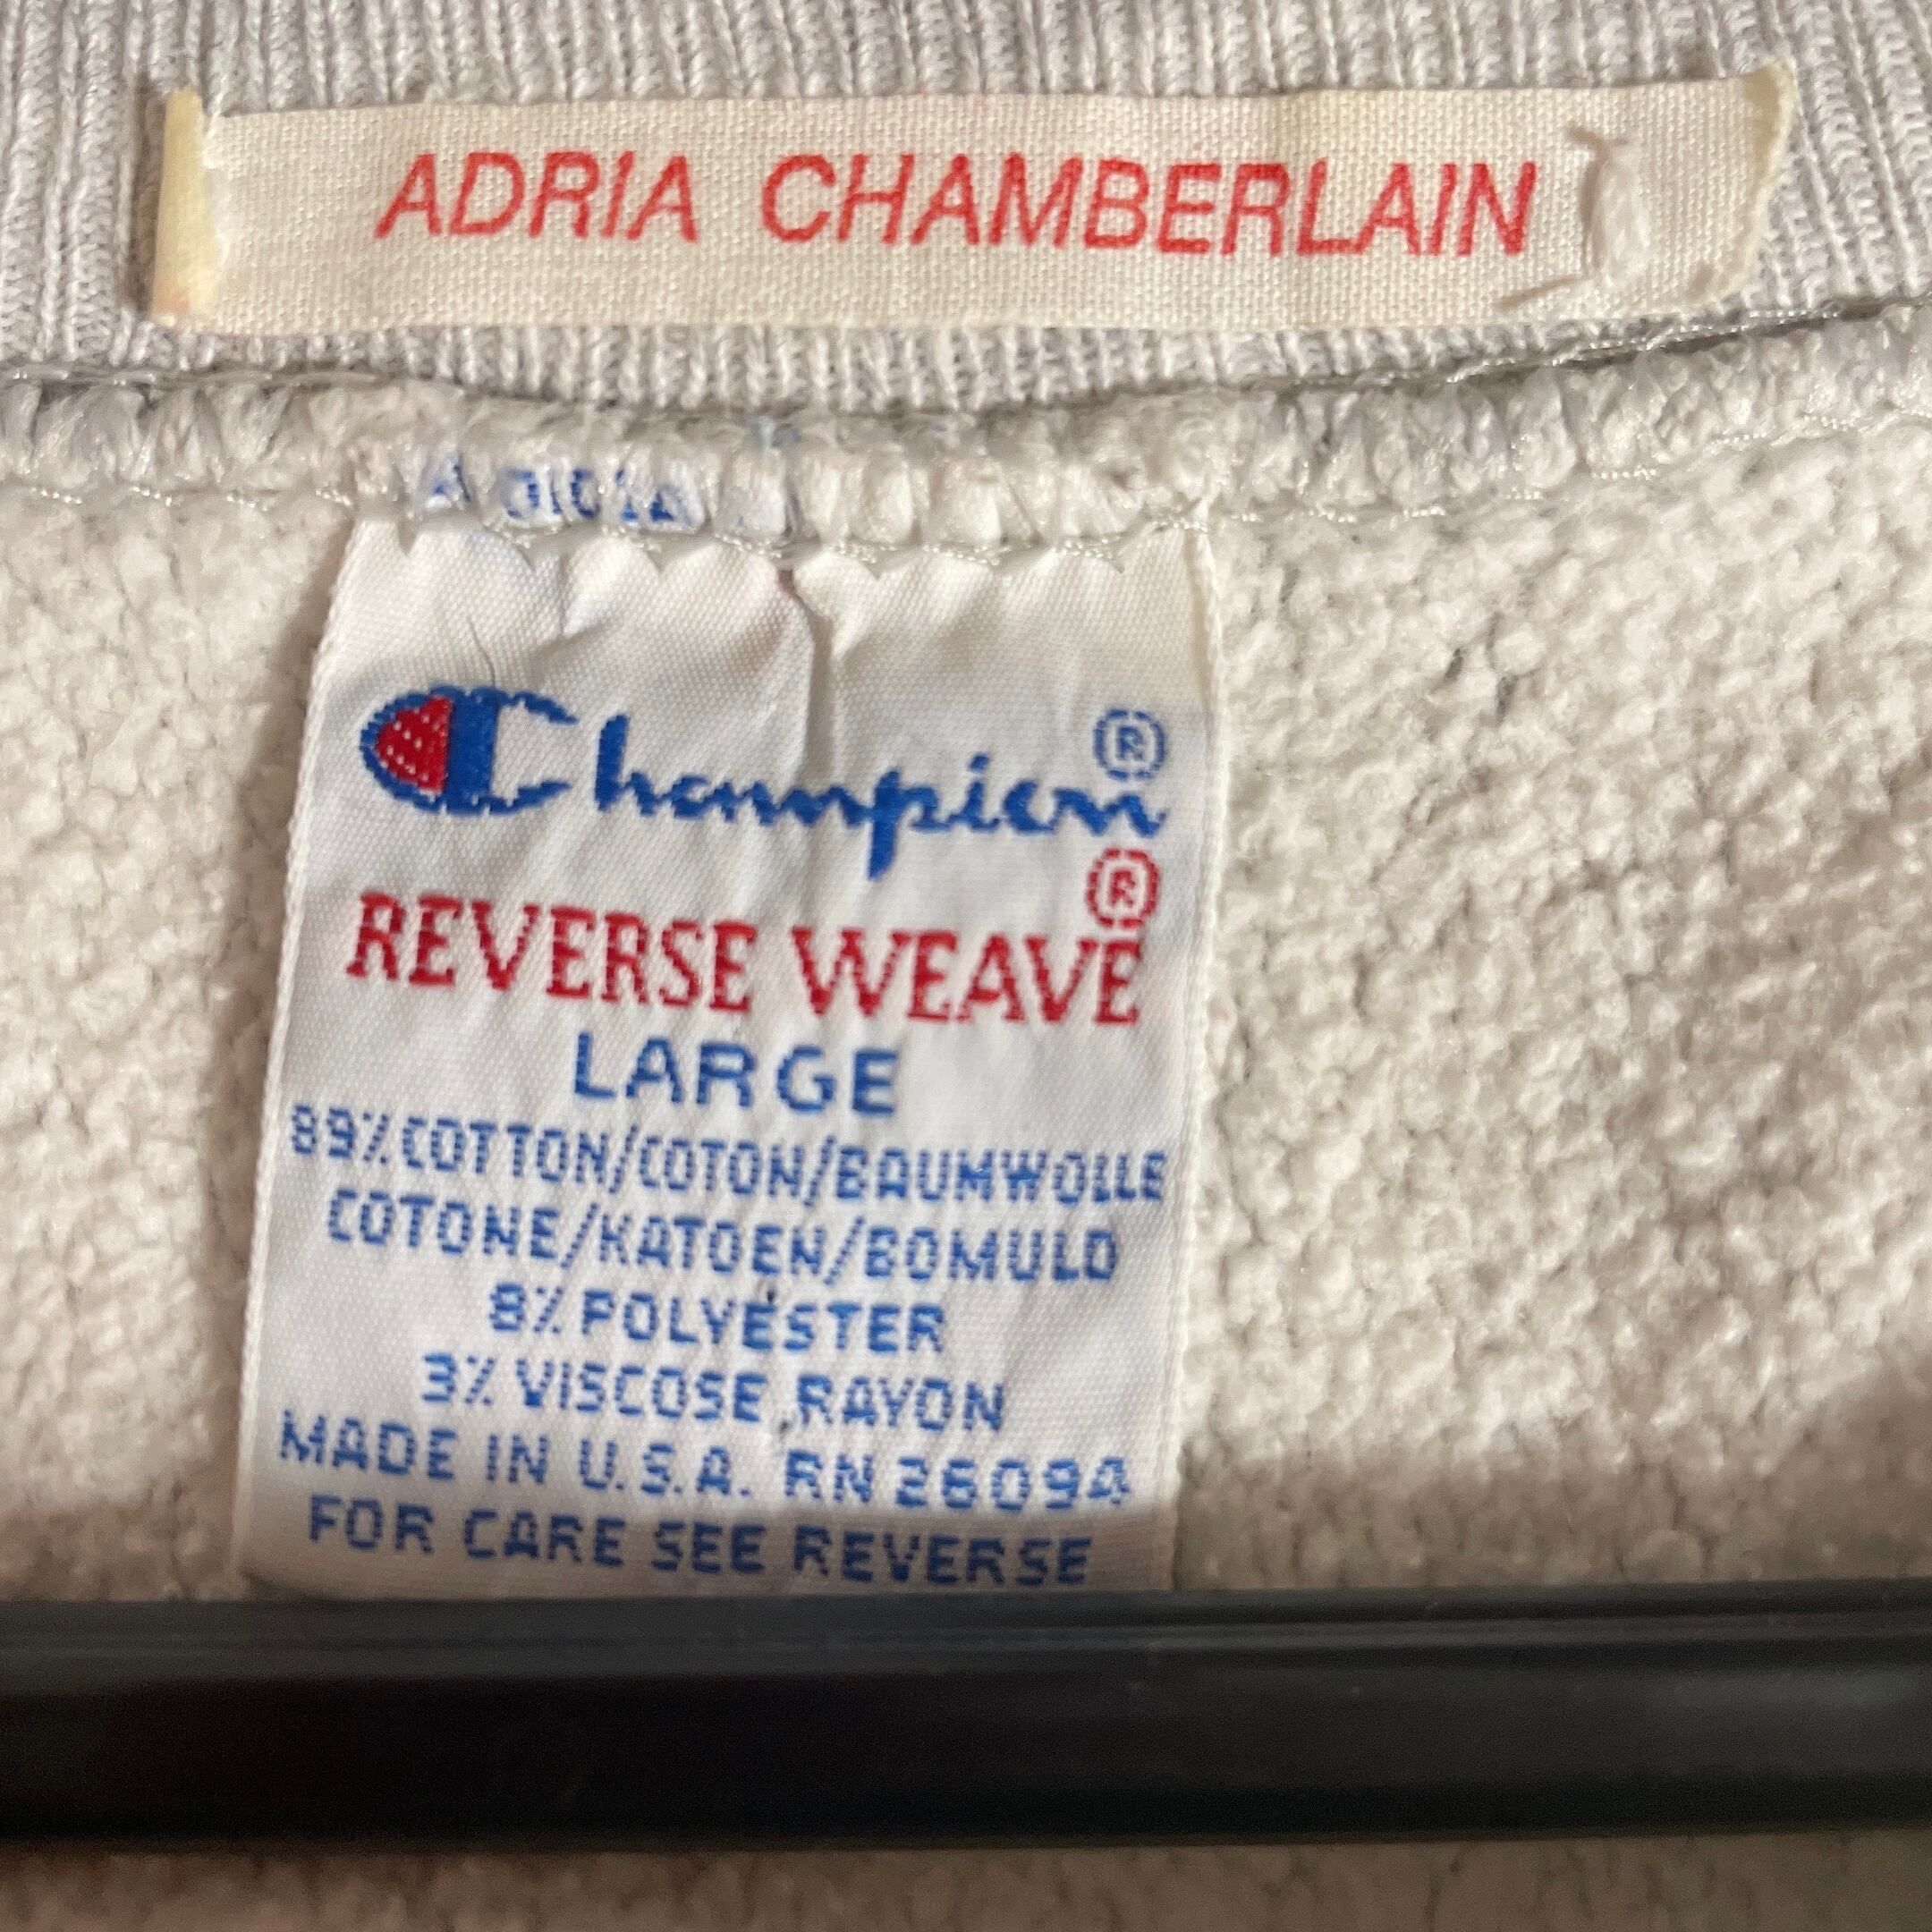 ADRIA CHAMBERLAIN
Champion®
REVERSE WEAVE®
LARGE
89% COTTON/COTON/BAUMWOLLE
COTONE/KATOEN/BOMULD
8% POLYESTER
3% VISCOSE RAYON
MADE IN U.S.A. RN 26094
FOR CARE SEE REVERSE